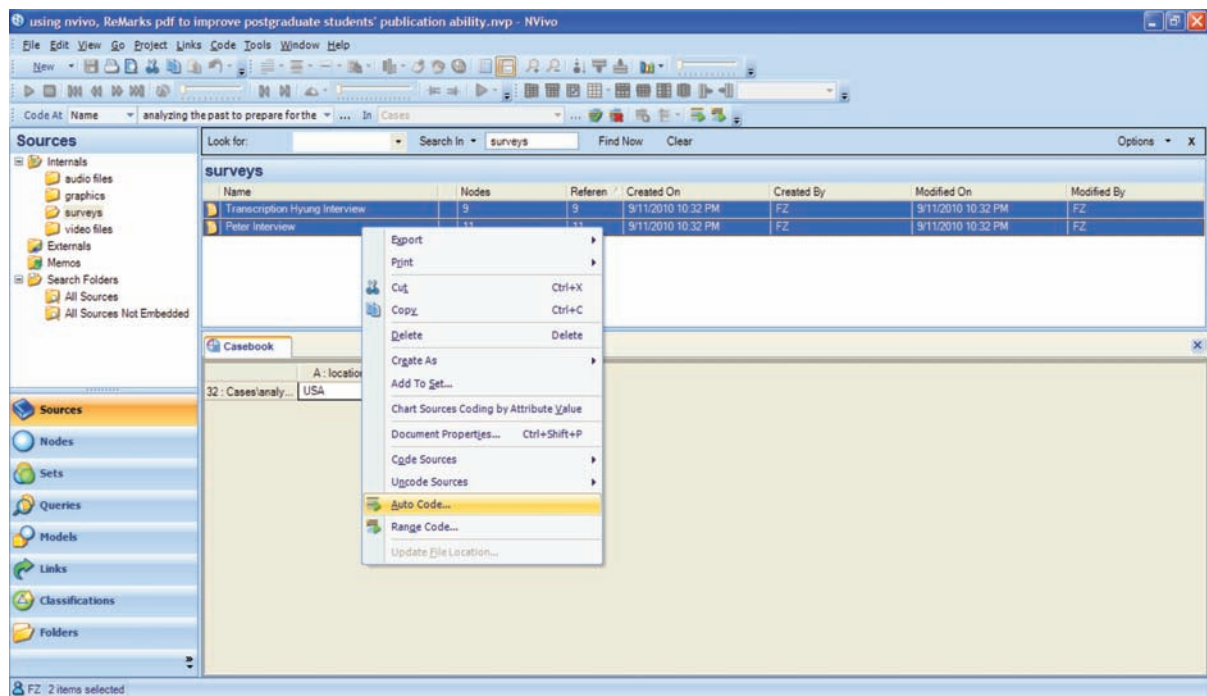 using nvivo, ReMarks pdf to improve postgraduate students' publication ability.nvp - NVivo
File Edit View Go Project Links Code Tools Window Help
New
Code At Name analyzing the past to prepare for the ... In Cases ...
Sources
Internals
audio files
graphics
surveys
video files
Externals
Memos
Search Folders
All Sources
All Sources Not Embedded
Sources
Nodes
Sets
Queries
Models
Links
Classifications
Folders
Look for: Search In surveys Find Now Clear Options x
surveys
Name Nodes Referen Created On Created By Modified On Modified By
Transcription Hyung Interview 9 9 9/11/2010 10:32 PM FZ 9/11/2010 10:32 PM FZ
Peter Interview 11 11 9/11/2010 10:32 PM FZ 9/11/2010 10:32 PM FZ
Export
Print
Cut Ctrl+X
Copy Ctrl+C
Delete Delete
Create As
Add To Set...
Chart Sources Coding by Attribute Value
Document Properties... Ctrl+Shift+P
Code Sources
Uncode Sources
Auto Code...
Range Code...
Update File Location...
Casebook
A : location
32 : Cases\analy... USA
FZ 2 items selected